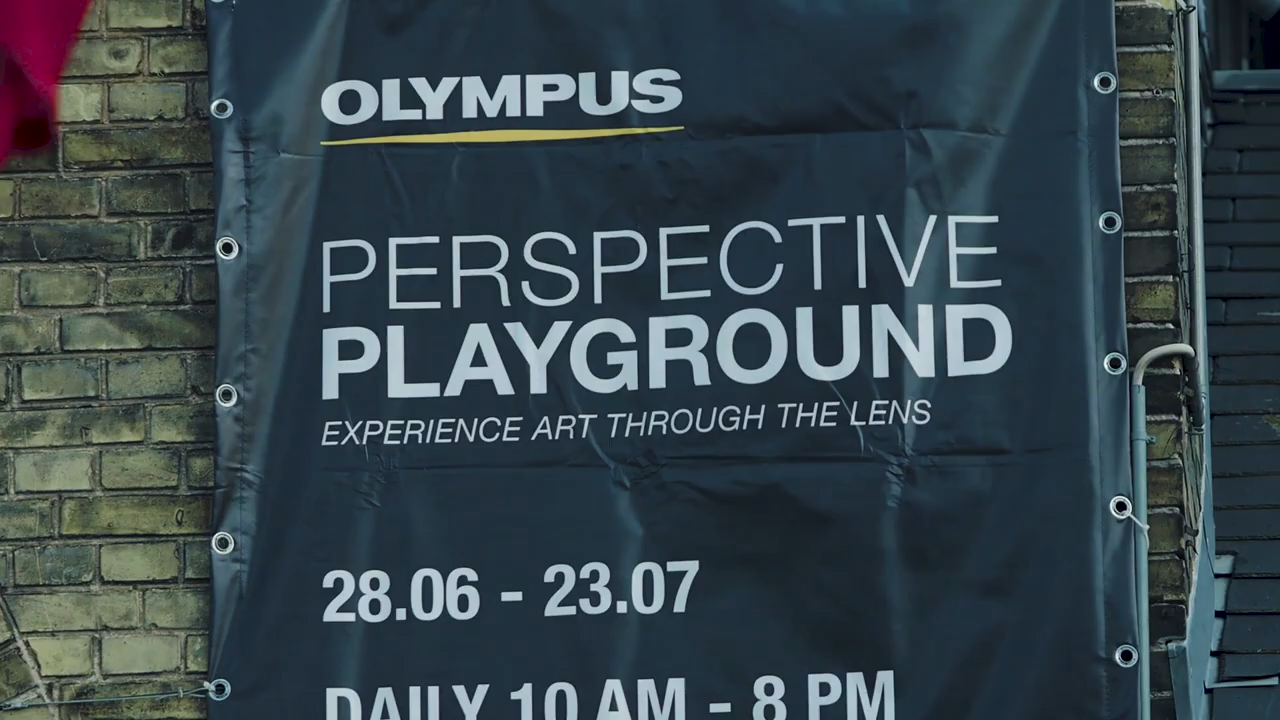 OLYMPUS
PERSPECTIVE
PLAYGROUND
EXPERIENCE ART THROUGH THE LENS
28.06 - 23.07
DAILY 10 AM - 8 PM